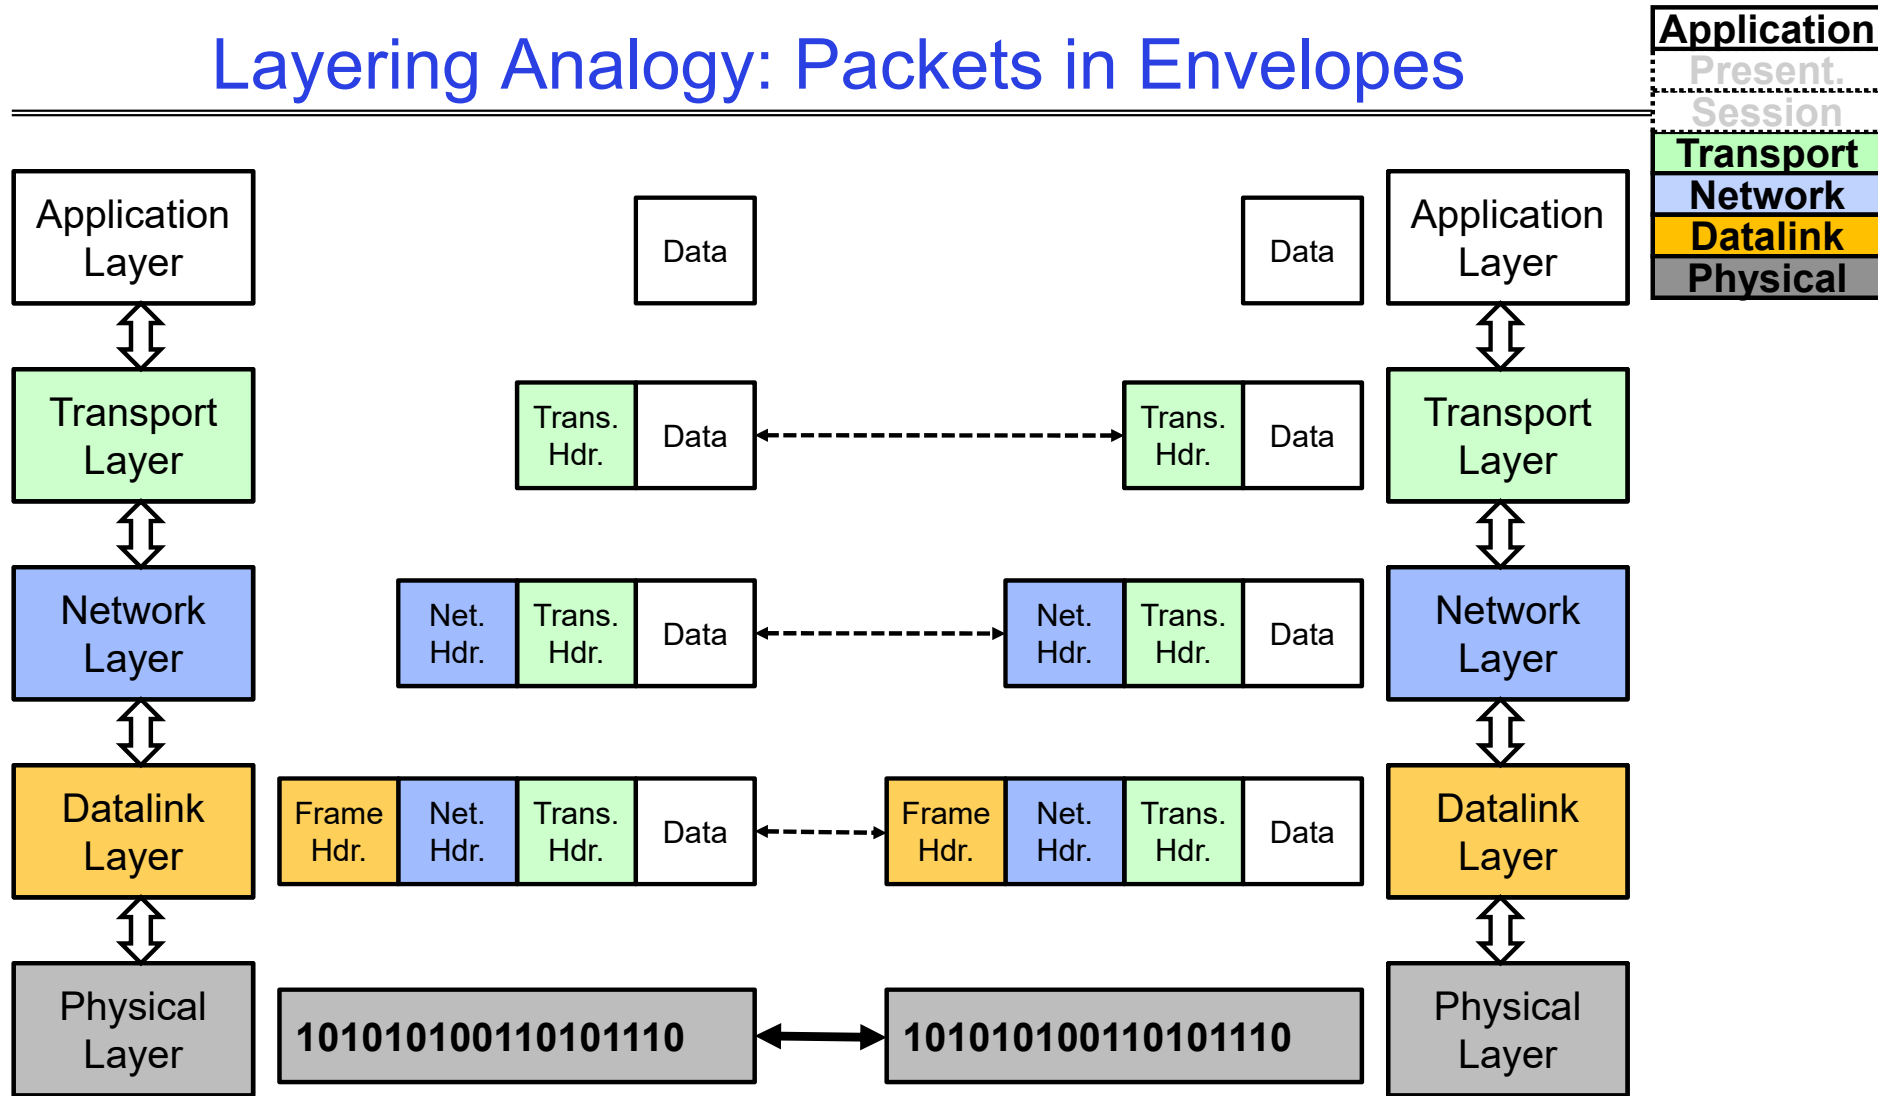 Layering Analogy: Packets in Envelopes
Application
Present.
Session
Transport
Network
Datalink
Physical
Application
Layer
Data
Data
Application
Layer
Transport
Layer
Trans.
Hdr.
Data
Trans.
Hdr.
Data
Transport
Layer
Network
Layer
Net.
Hdr.
Trans.
Hdr.
Data
Net.
Hdr.
Trans.
Hdr.
Data
Network
Layer
Datalink
Layer
Frame
Hdr.
Net.
Hdr.
Trans.
Hdr.
Data
Frame
Hdr.
Net.
Hdr.
Trans.
Hdr.
Data
Datalink
Layer
Physical
Layer
101010100110101110
101010100110101110
Physical
Layer